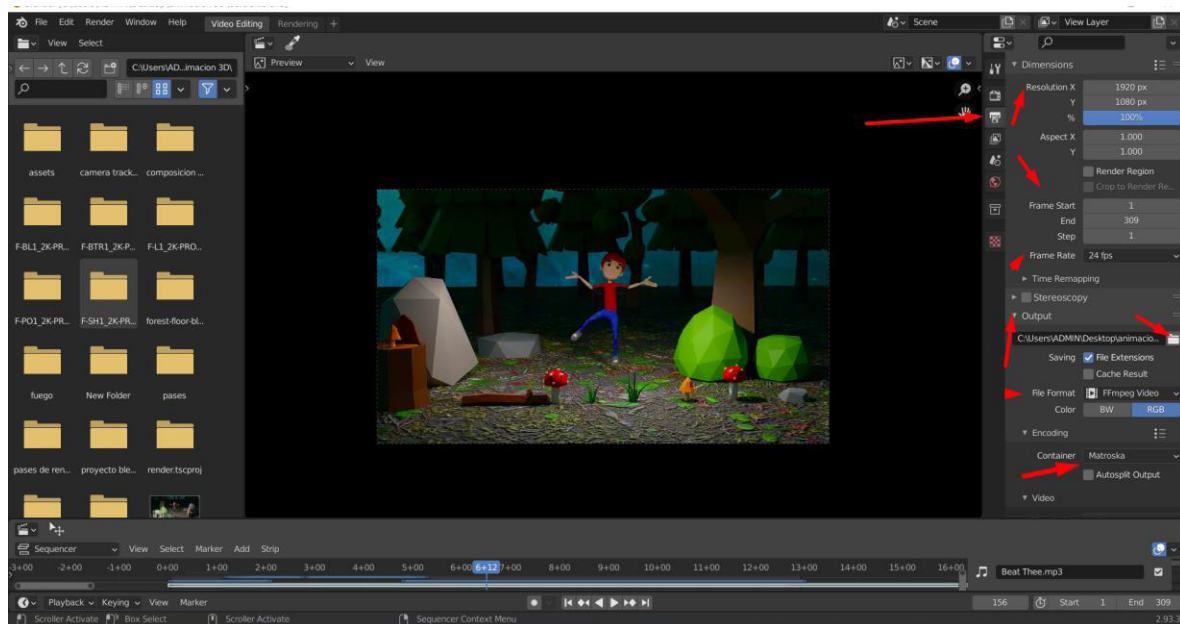 File Edit Render Window Help Video Editing Rendering + Scene View Layer
View Select
Preview View
C:\Users\AD...imacion 3D\
Dimensions
Resolution X 1920 px
Y 1080 px
% 100%
Aspect X 1.000
Y 1.000
Render Region
Crop to Render Re...
Frame Start 1
End 309
Step 1
Frame Rate 24 fps
Time Remapping
Stereoscopy
Output
C:\Users\ADMIN\Desktop\animacio...
Saving File Extensions
Cache Result
File Format FFmpeg Video
Color BW RGB
Encoding
Container Matroska
Autosplit Output
Video
assets camera track... composicion ...
F-BL1_2K-PR... F-BTR1_2K-P... F-L1_2K-PRO...
F-PO1_2K-PR... F-SH1_2K-PR... forest-floor-bl...
fuego New Folder pases
pases de ren... proyecto ble... render.tscproj
Sequencer View Select Marker Add Strip
-3+00 -2+00 -1+00 0+00 1+00 2+00 3+00 4+00 5+00 6+00 6+12 7+00 8+00 9+00 10+00 11+00 12+00 13+00 14+00 15+00 16+00
Beat Thee.mp3
Playback Keying View Marker 156 Start 1 End 309
Scroller Activate Box Select Scroller Activate Sequencer Context Menu 2.93.3